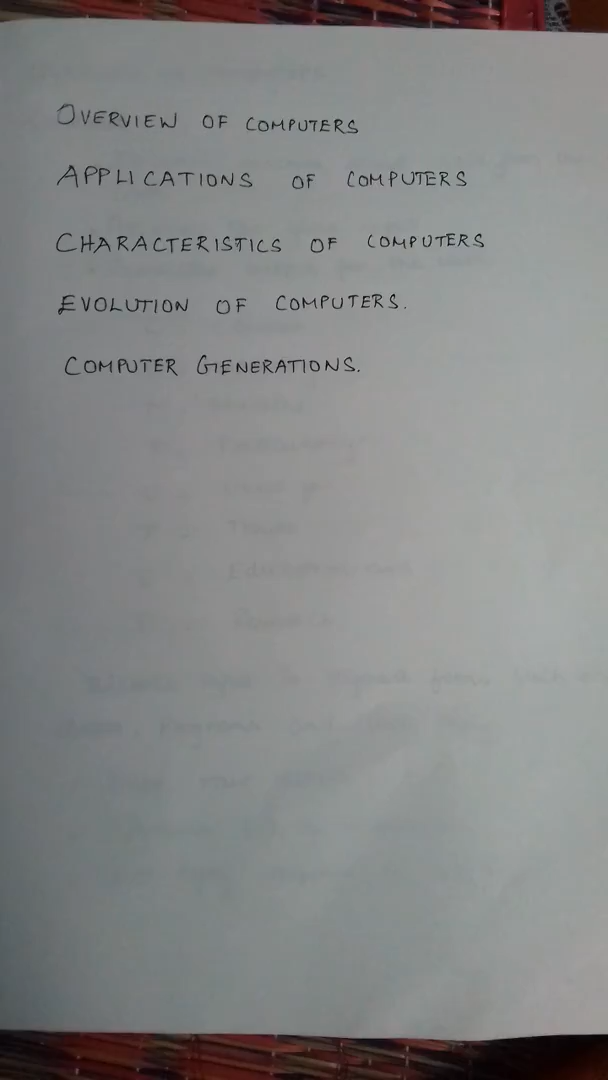 OVERVIEW OF COMPUTERS
APPLICATIONS OF COMPUTERS
CHARACTERISTICS OF COMPUTERS
EVOLUTION OF COMPUTERS.
COMPUTER GENERATIONS.